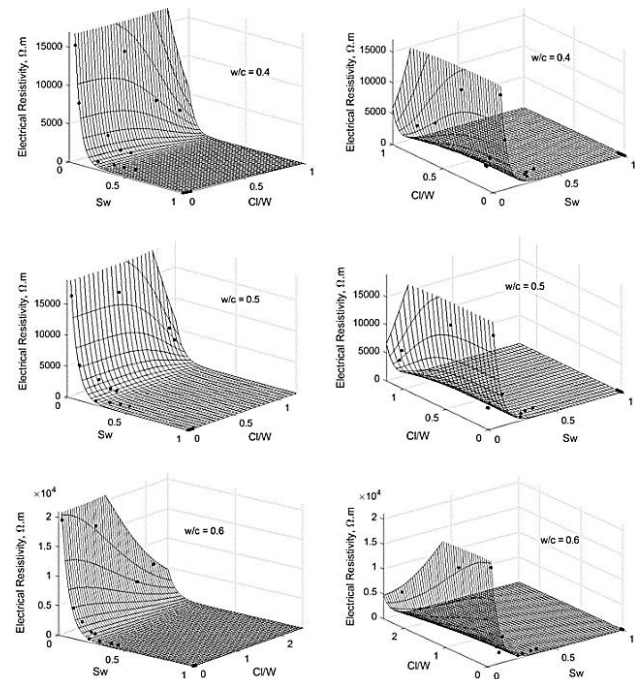 15000
10000
5000
0
Electrical Resistivity, Ω.m
w/c = 0.4
0
0.5
1
Sw
0
0.5
1
Cl/W
15000
10000
5000
0
Electrical Resistivity, Ω.m
w/c = 0.4
1
0.5
0
Cl/W
0
0.5
1
Sw
15000
10000
5000
0
Electrical Resistivity, Ω.m
w/c = 0.5
0
0.5
1
Sw
0
0.5
1
Cl/W
15000
10000
5000
0
Electrical Resistivity, Ω.m
w/c = 0.5
1
0.5
0
Cl/W
0
0.5
1
Sw
×10⁴
2
1.5
1
0.5
0
Electrical Resistivity, Ω.m
w/c = 0.6
0
0.5
1
Sw
0
1
2
Cl/W
×10⁴
2
1.5
1
0.5
0
Electrical Resistivity, Ω.m
w/c = 0.6
2
1
0
Cl/W
0
0.5
1
Sw